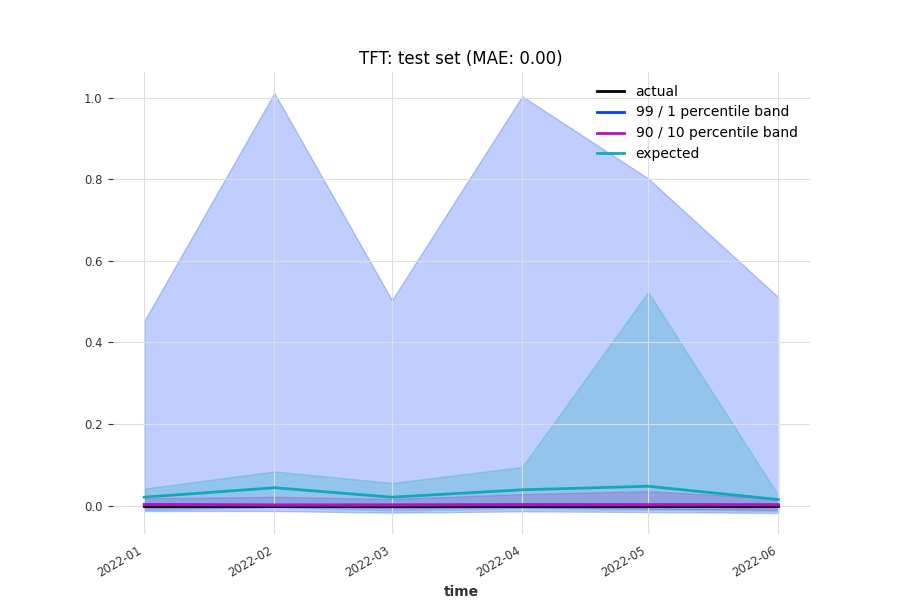 TFT: test set (MAE: 0.00)
actual
99 / 1 percentile band
90 / 10 percentile band
expected
1.0
0.8
0.6
0.4
0.2
0.0
2022-01
2022-02
2022-03
2022-04
2022-05
2022-06
time